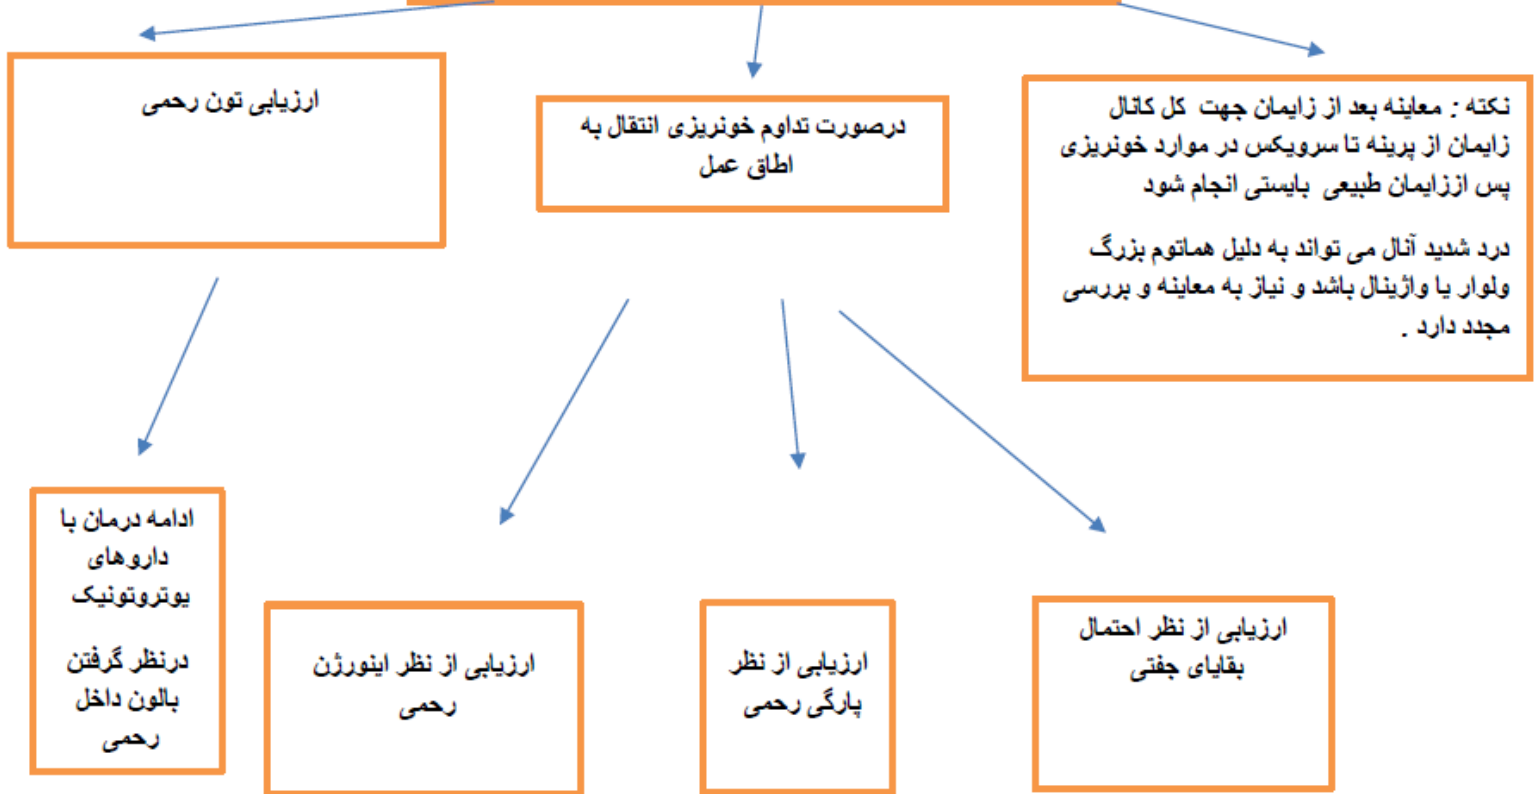 ارزیابی تون رحمی
درصورت تداوم خونریزی انتقال به
اطاق عمل
نکته : معاینه بعد از زایمان جهت کل کانال
زایمان از پرینه تا سرویکس در موارد خونریزی
پس اززایمان طبیعی بایستی انجام شود
درد شدید آنال می تواند به دلیل هماتوم بزرگ
ولوار یا واژینال باشد و نیاز به معاینه و بررسی
مجدد دارد .
ادامه درمان با
داروهای
یوتروتونیک
درنظر گرفتن
بالون داخل
رحمی
ارزیابی از نظر اینورژن
رحمی
ارزیابی از نظر
پارگی رحمی
ارزیابی از نظر احتمال
بقایای جفتی